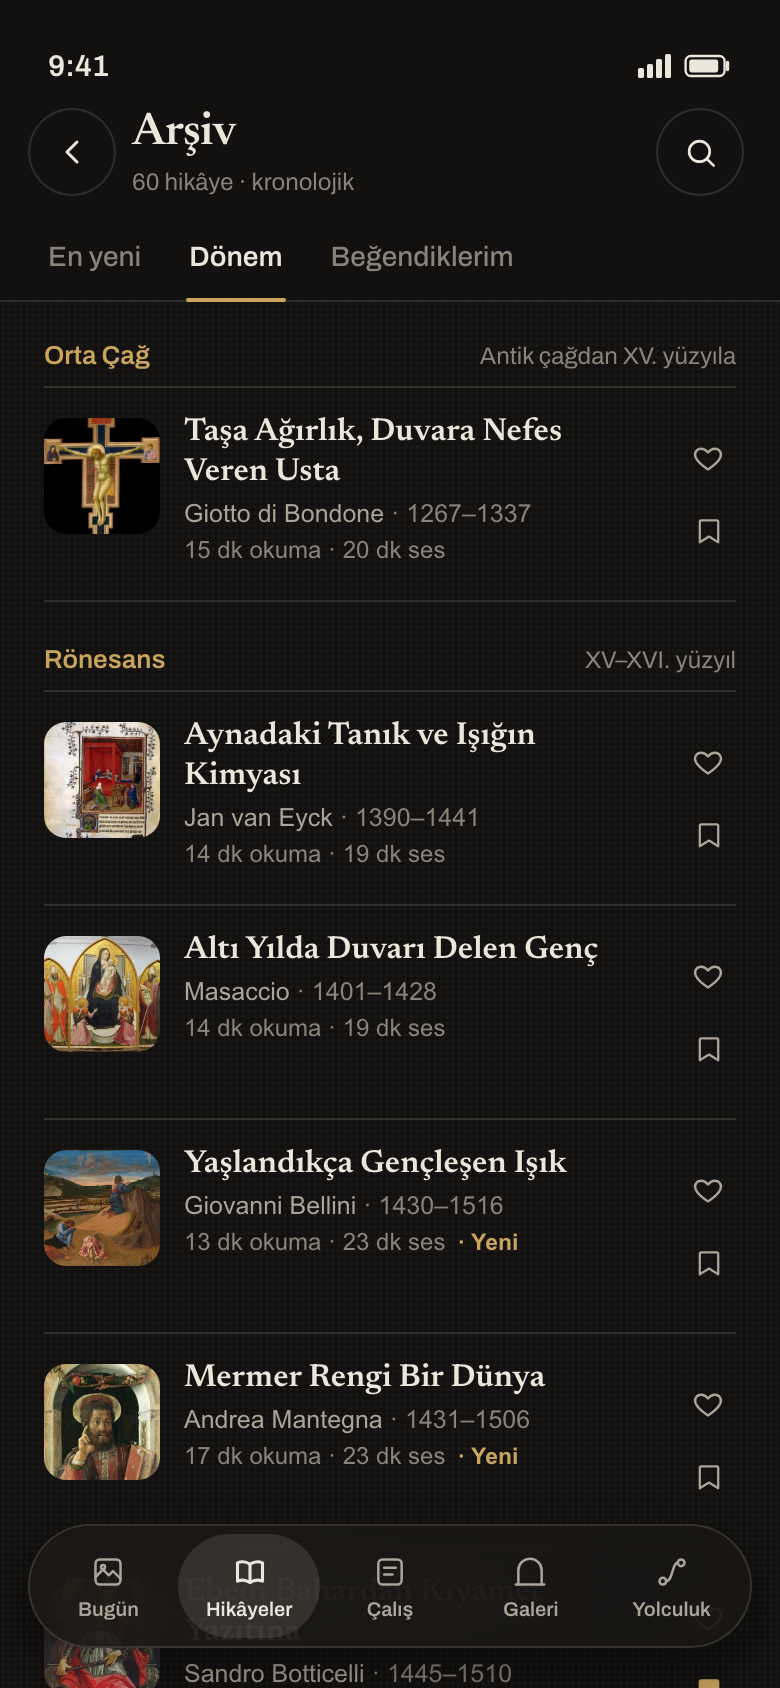 9:41
Arşiv
60 hikâye · kronolojik
En yeni
Dönem
Beğendiklerim
Orta Çağ
Antik çağdan XV. yüzyıla
Taşa Ağırlık, Duvara Nefes
Veren Usta
Giotto di Bondone · 1267–1337
15 dk okuma · 20 dk ses
Rönesans
XV–XVI. yüzyıl
Aynadaki Tanık ve Işığın
Kimyası
Jan van Eyck · 1390–1441
14 dk okuma · 19 dk ses
Altı Yılda Duvarı Delen Genç
Masaccio · 1401–1428
14 dk okuma · 19 dk ses
Yaşlandıkça Gençleşen Işık
Giovanni Bellini · 1430–1516
13 dk okuma · 23 dk ses · Yeni
Mermer Rengi Bir Dünya
Andrea Mantegna · 1431–1506
17 dk okuma · 23 dk ses · Yeni
Ebedî Bahardan Kıyamet
Yazıtına
Bugün
Hikâyeler
Çalış
Galeri
Yolculuk
Sandro Botticelli · 1445–1510